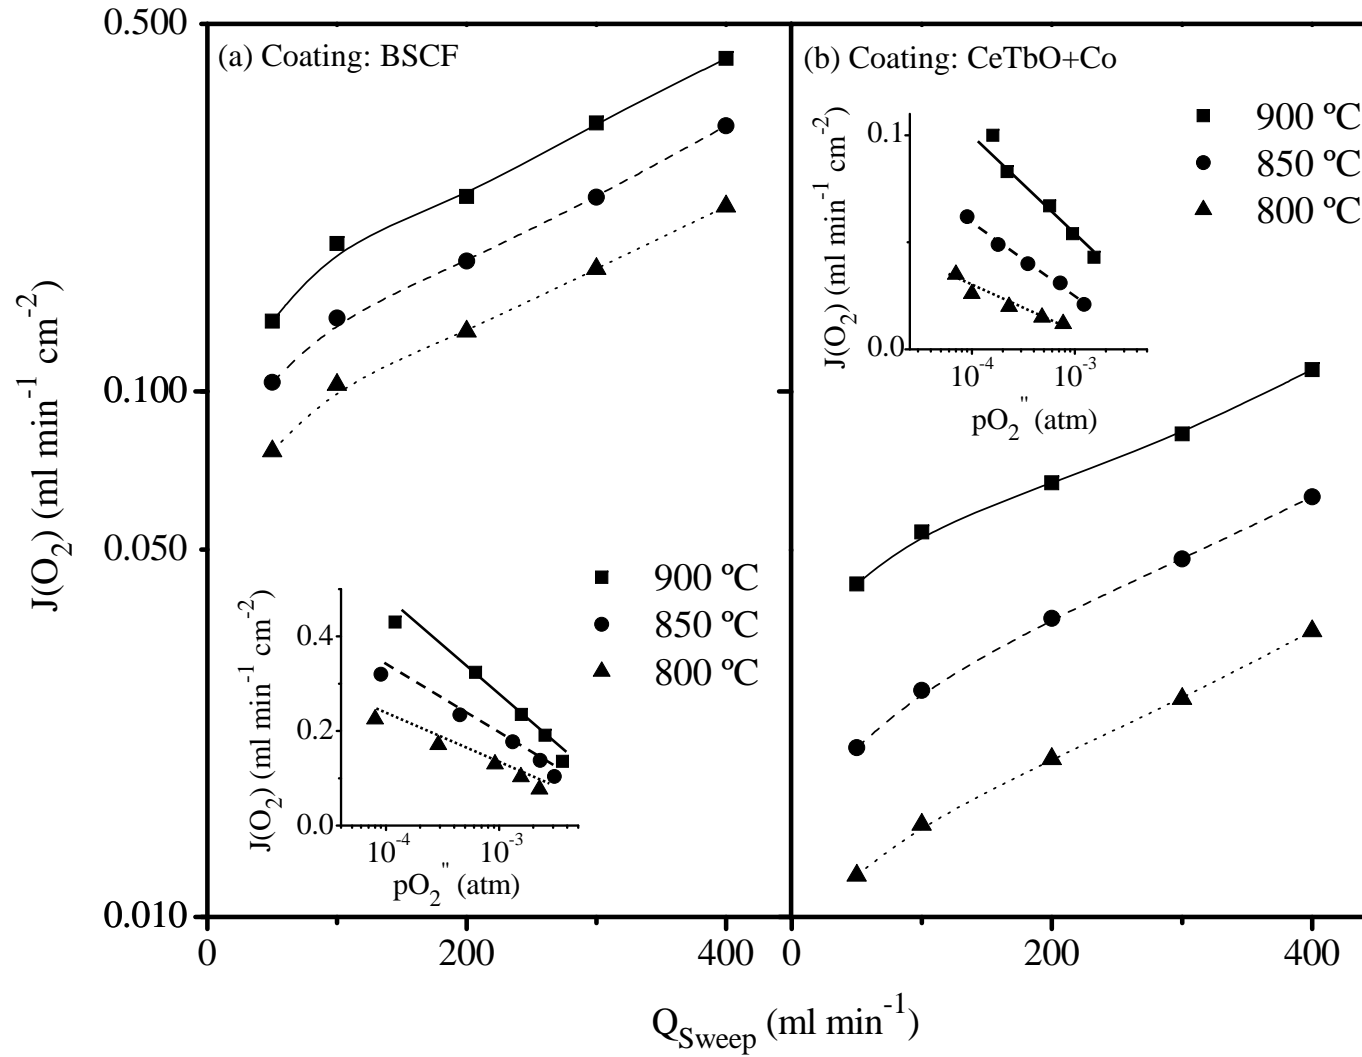 0.500
0.100
0.050
0.010
J(O2) (ml min-1 cm-2)
(a) Coating: BSCF
900 ºC
850 ºC
800 ºC
J(O2) (ml min-1 cm-2)
0.4
0.2
0.0
10-4 10-3
pO2" (atm)
0 200 400
(b) Coating: CeTbO+Co
900 ºC
850 ºC
800 ºC
J(O2) (ml min-1 cm-2)
0.1
0.0
10-4 10-3
pO2" (atm)
0 200 400
QSweep (ml min-1)